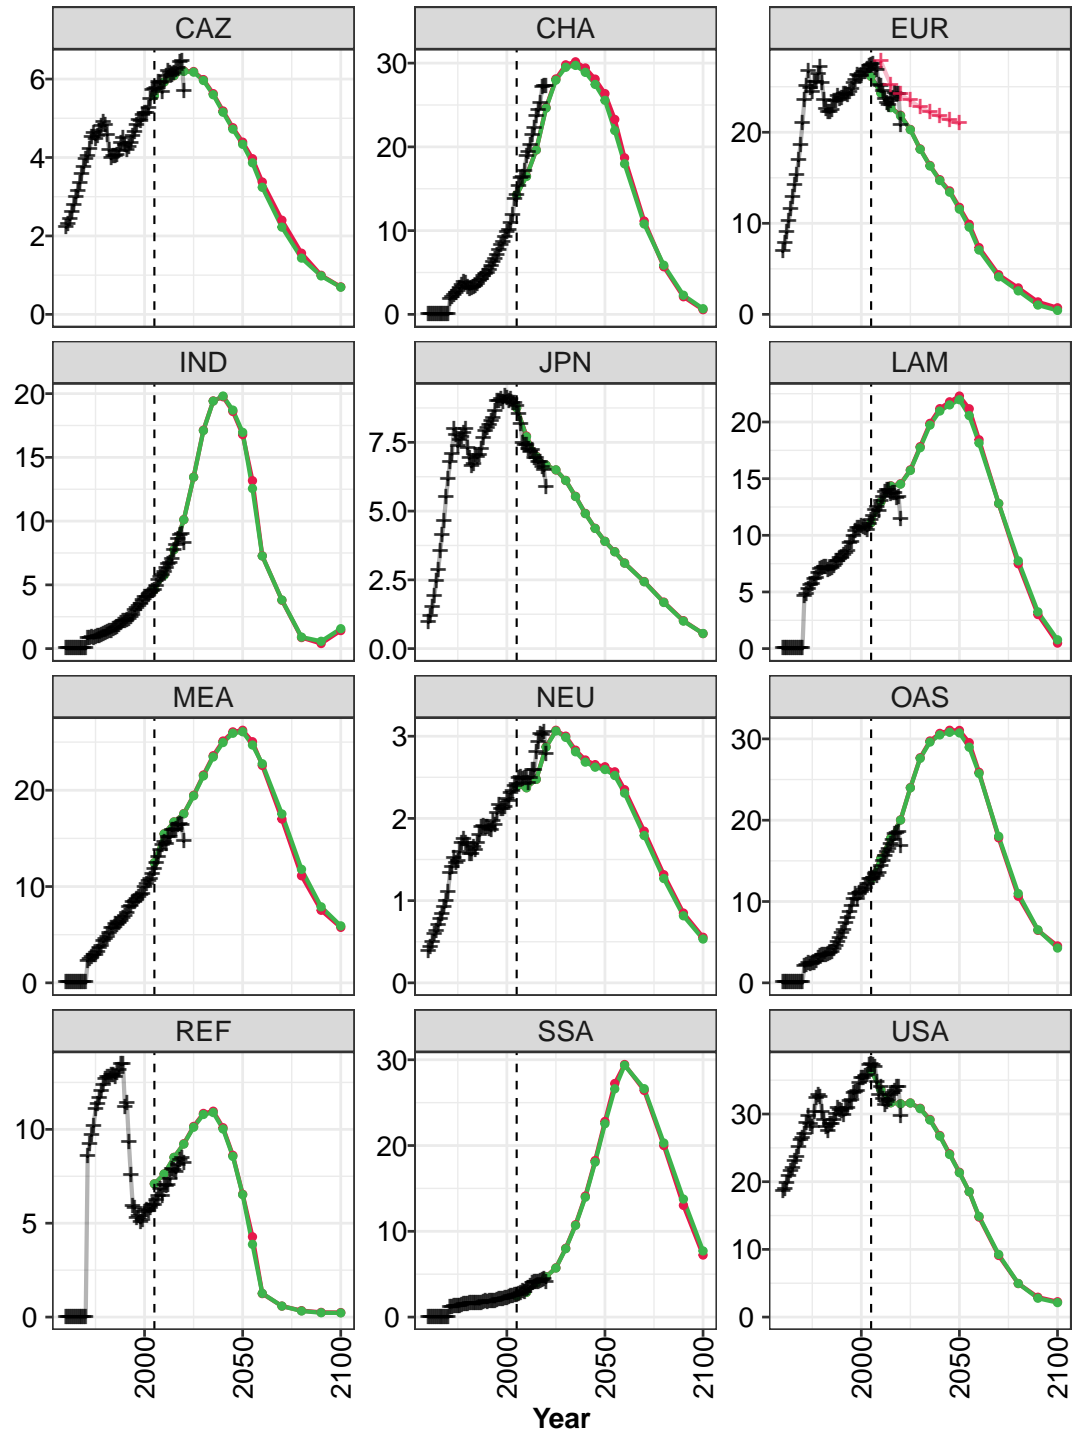 CAZ CHA EUR
6 30 20
4 20 10
2 10 0
0 0
IND JPN LAM
20 7.5 20
15 5.0 15
10 2.5 10
5 0.0 5
0 0
MEA NEU OAS
20 3 30
10 2 20
0 1 10
0 0
REF SSA USA
10 30 30
5 20 20
0 10 10
0 0
2000 2050 2100 2000 2050 2100 2000 2050 2100
Year